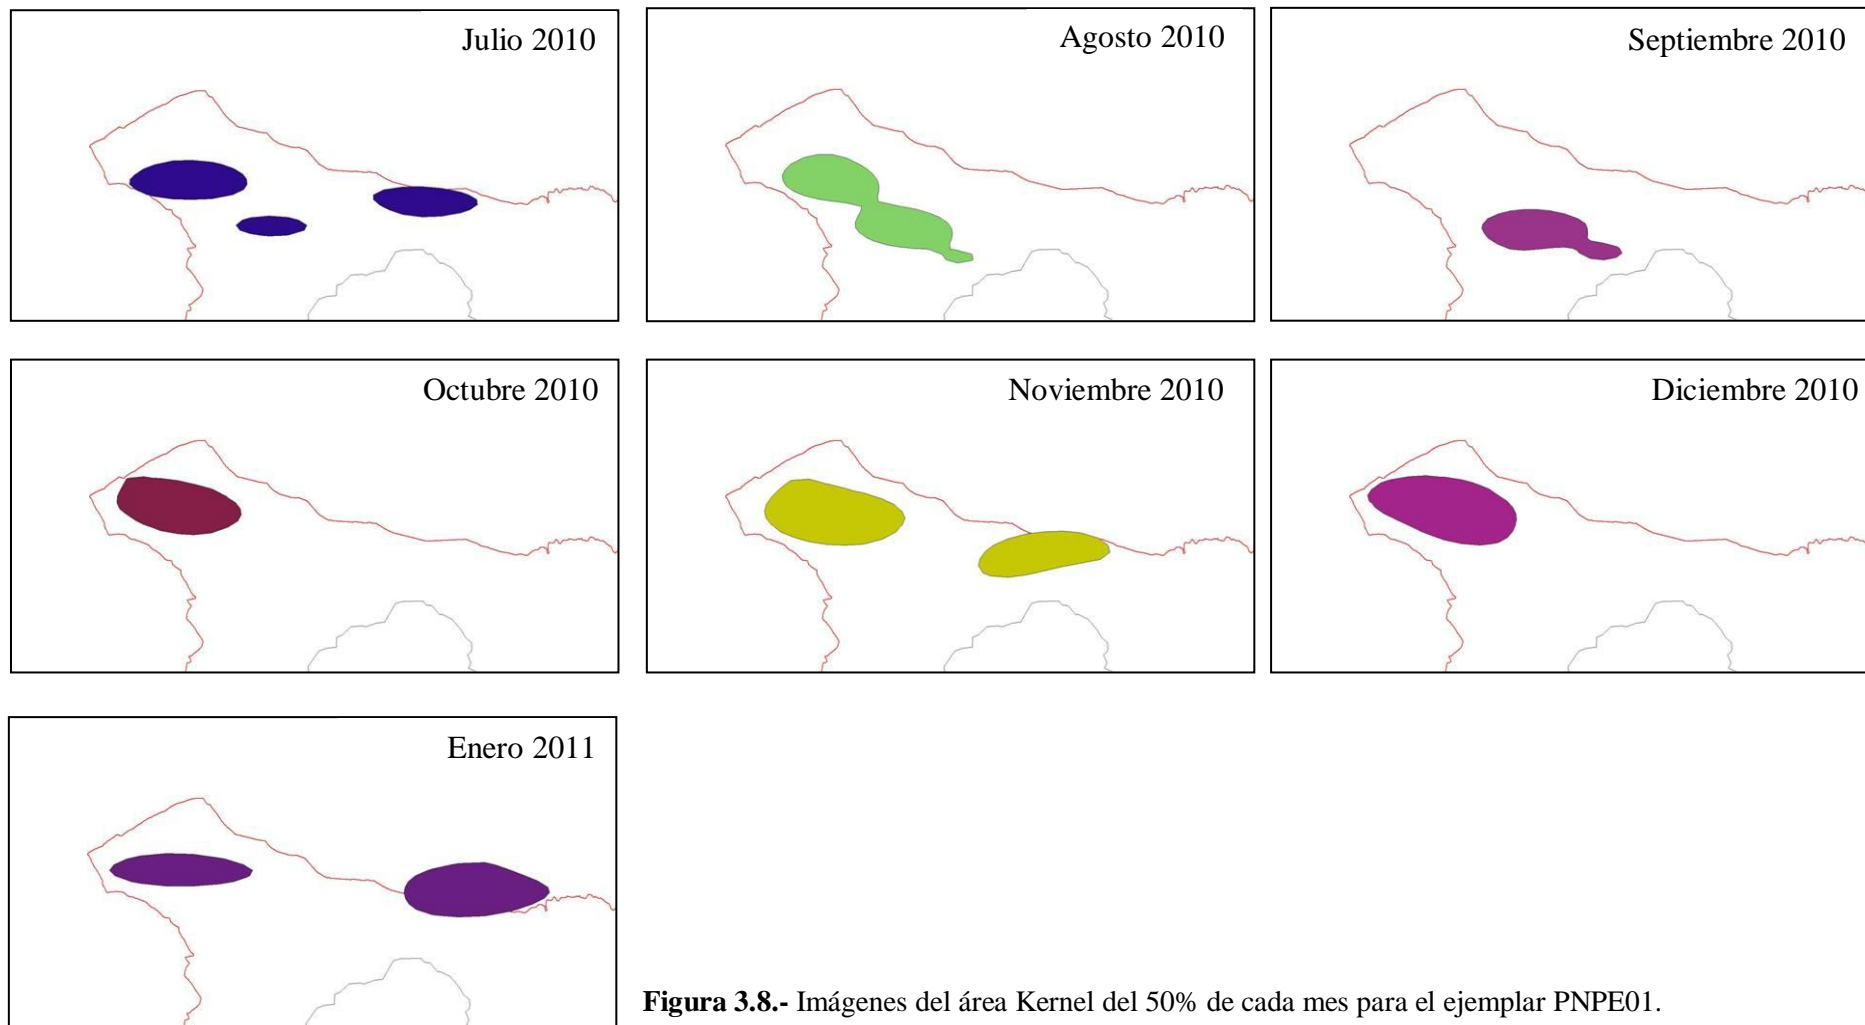 Julio 2010
Agosto 2010
Septiembre 2010
Octubre 2010
Noviembre 2010
Diciembre 2010
Enero 2011
Figura 3.8.- Imágenes del área Kernel del 50% de cada mes para el ejemplar PNPE01.